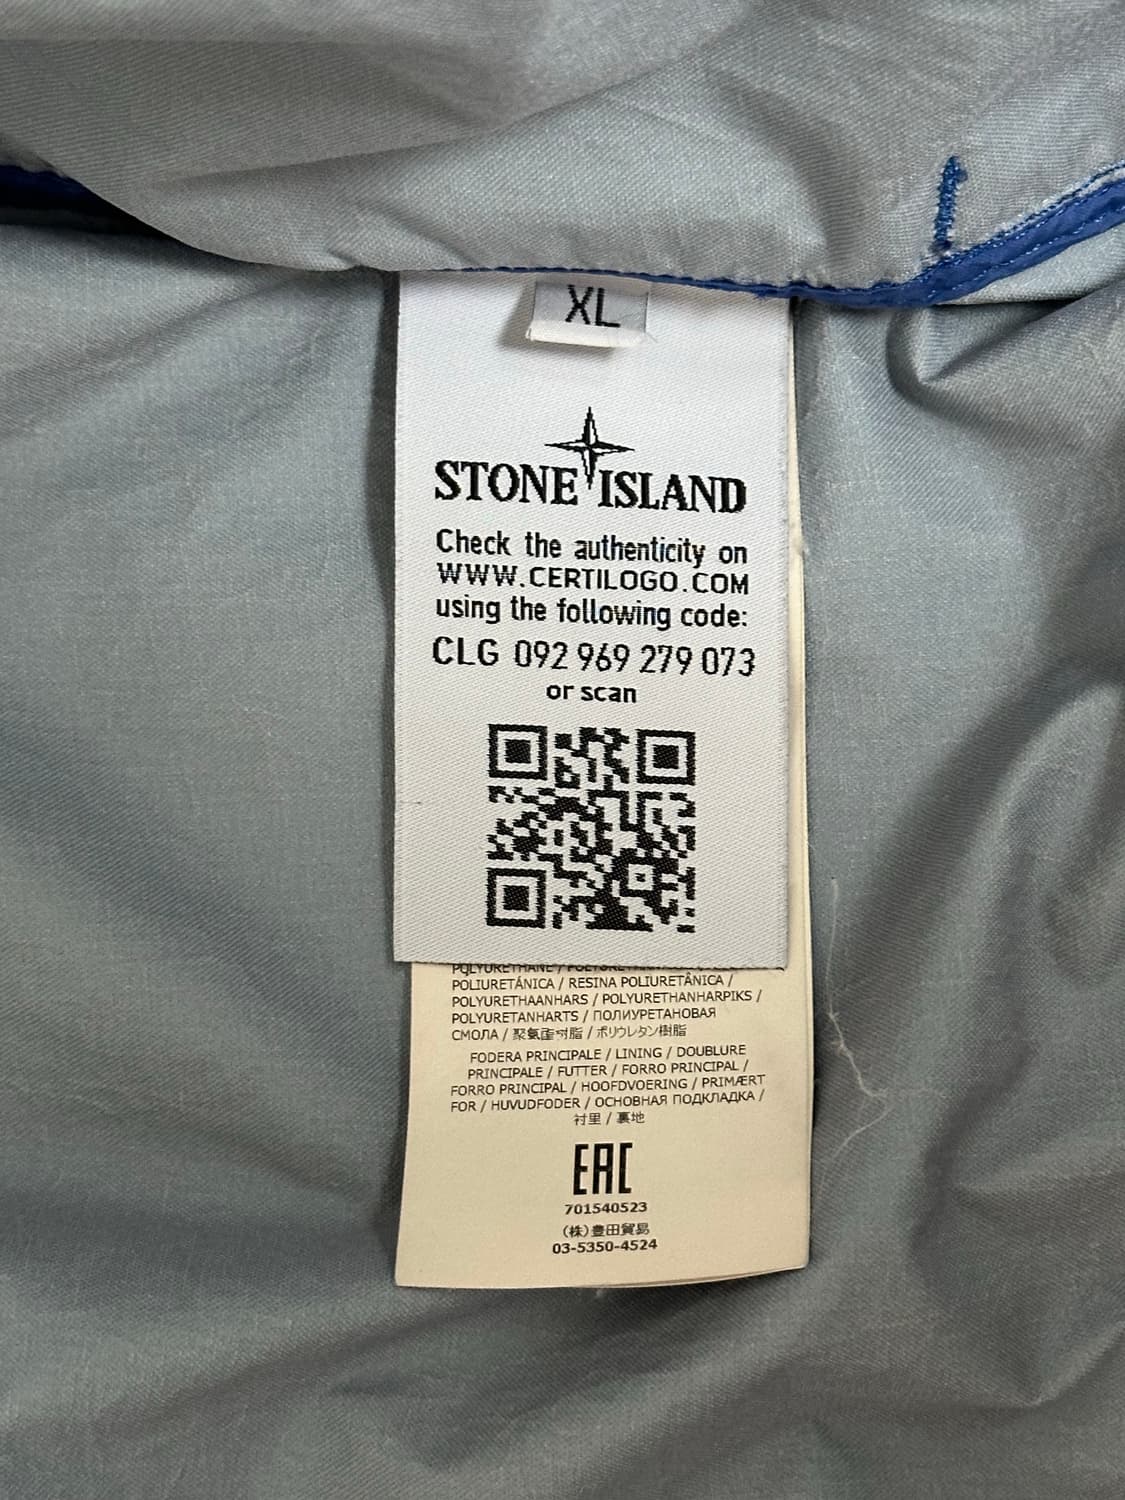 XL
STONE ISLAND
Check the authenticity on
WWW.CERTILOGO.COM
using the following code:
CLG 092 969 279 073
or scan
POLYURETHANE /
POLIURETÁNICA / RESINA POLIURETÂNICA /
POLYURETHAANHARS / POLYURETHANHARPIKS /
POLYURETANHARTS / ПОЛИУРЕТАНОВАЯ
СМОЛА / 聚氨酯树脂 / ポリウレタン樹脂
FODERA PRINCIPALE / LINING / DOUBLURE
PRINCIPALE / FUTTER / FORRO PRINCIPAL /
FORRO PRINCIPAL / HOOFDVOERING / PRIMÆRT
FOR / HUVUDFODER / ОСНОВНАЯ ПОДКЛАДКА /
衬里 / 裏地
EAC
701540523
(株)豊田貿易
03-5350-4524